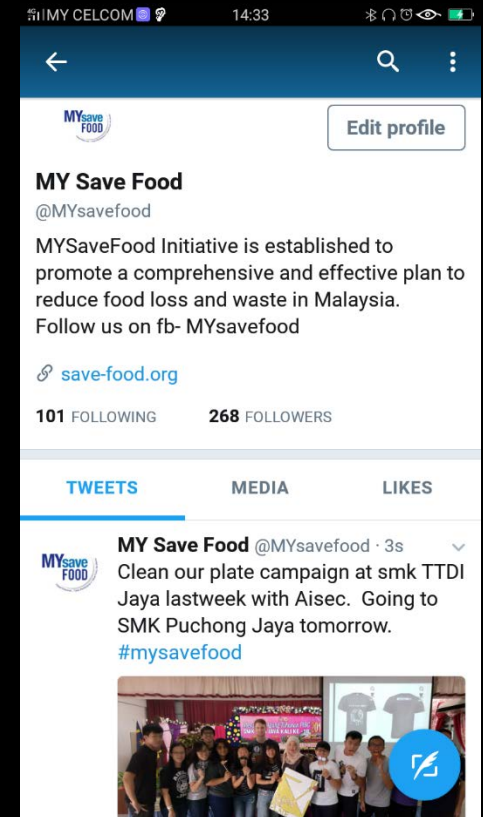 4G MY CELCOM 14:33
MYsave
FOOD
Edit profile
MY Save Food
@MYsavefood
MYSaveFood Initiative is established to
promote a comprehensive and effective plan to
reduce food loss and waste in Malaysia.
Follow us on fb- MYsavefood
save-food.org
101 FOLLOWING 268 FOLLOWERS
TWEETS MEDIA LIKES
MYsave
FOOD
MY Save Food @MYsavefood · 3s
Clean our plate campaign at smk TTDI
Jaya lastweek with Aisec. Going to
SMK Puchong Jaya tomorrow.
#mysavefood